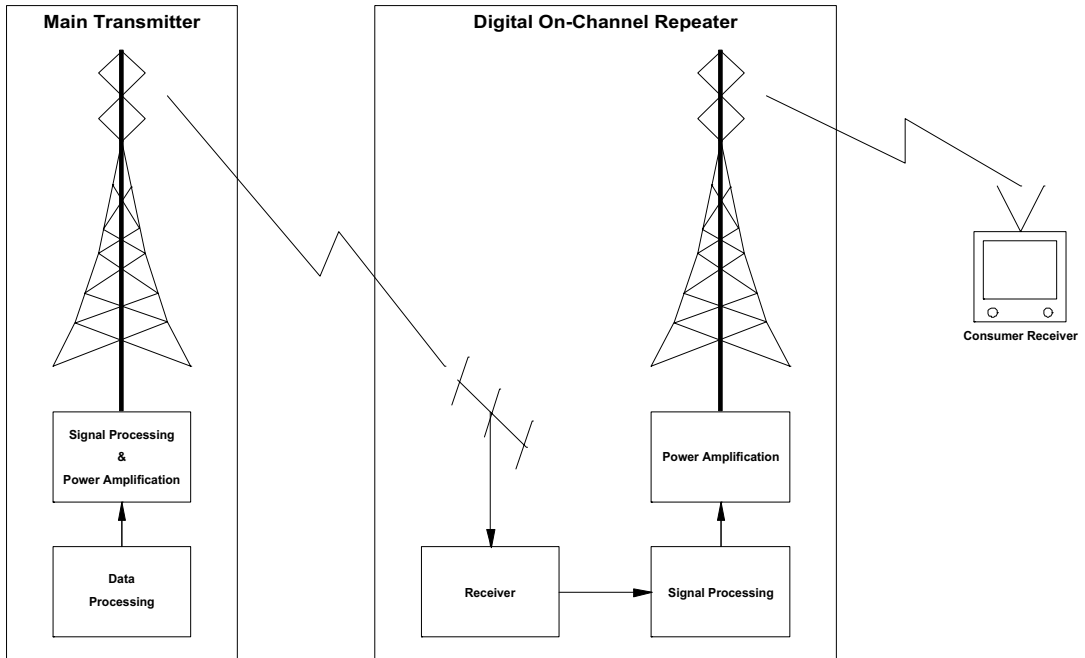 Main Transmitter
Digital On-Channel Repeater
Consumer Receiver
Signal Processing
&
Power Amplification
Power Amplification
Data
Processing
Receiver
Signal Processing